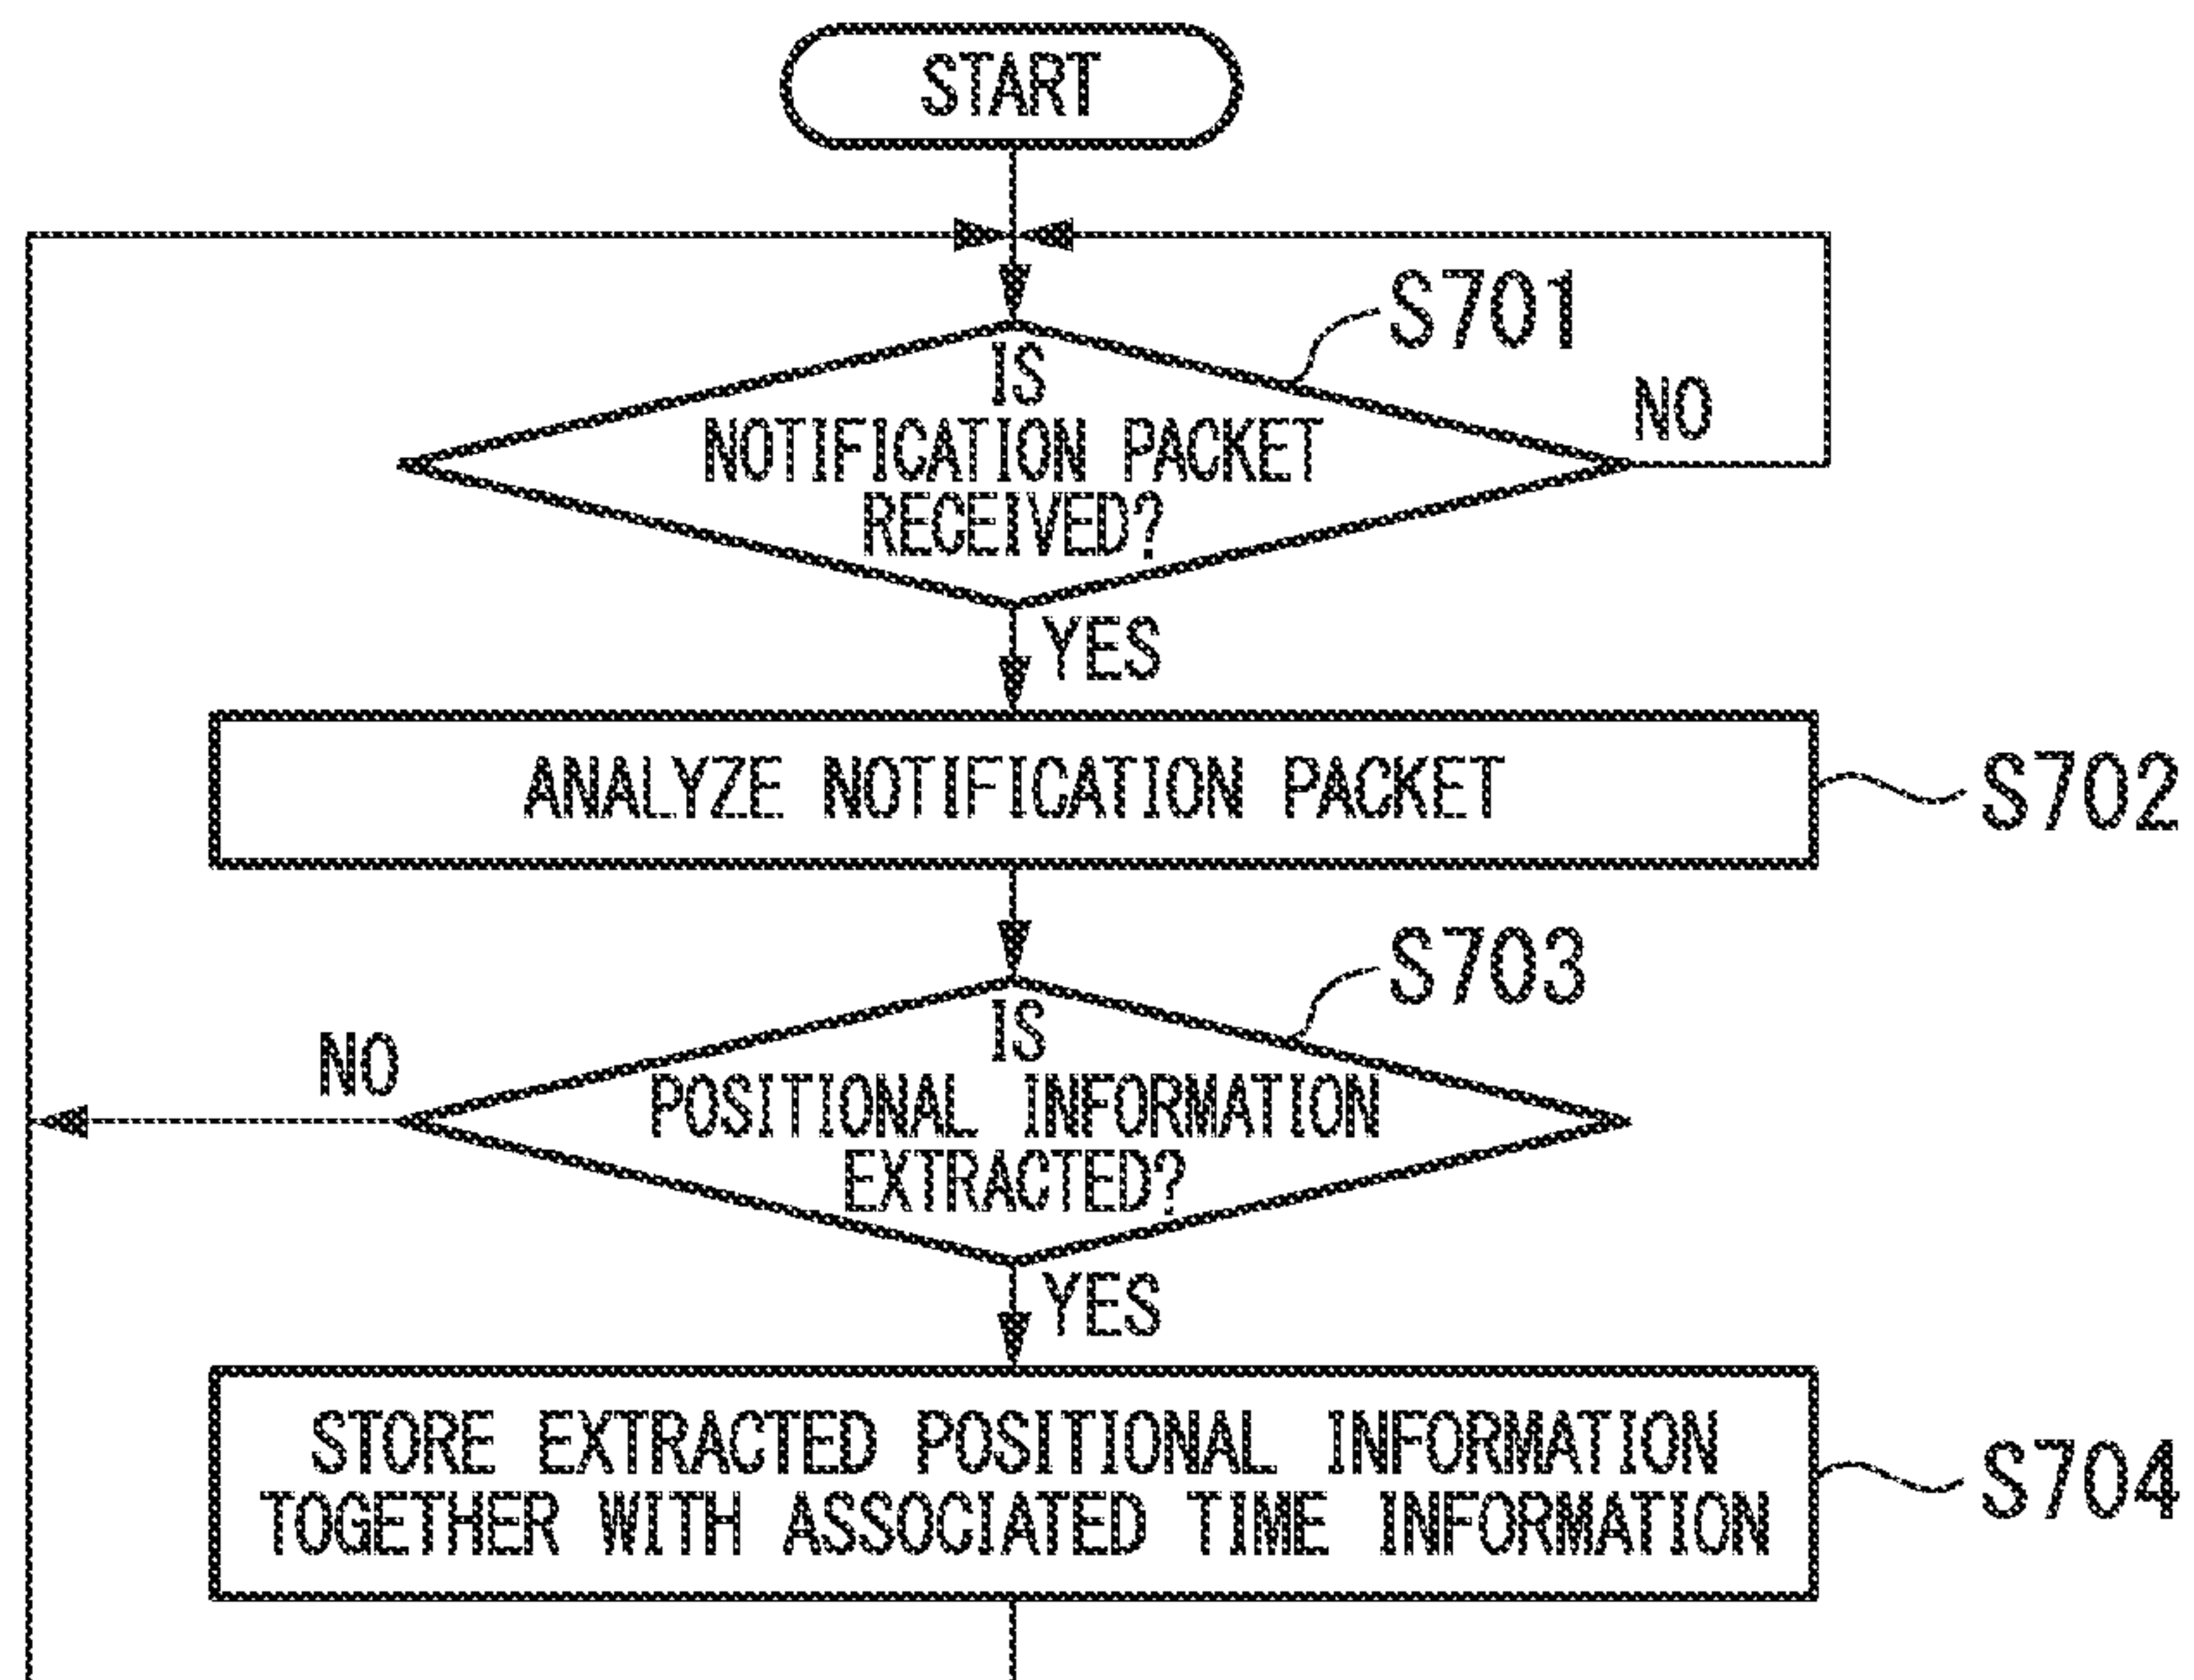 START
S701
IS
NOTIFICATION PACKET
RECEIVED?
NO
YES
ANALYZE NOTIFICATION PACKET
S702
S703
IS
POSITIONAL INFORMATION
EXTRACTED?
NO
YES
STORE EXTRACTED POSITIONAL INFORMATION
TOGETHER WITH ASSOCIATED TIME INFORMATION
S704